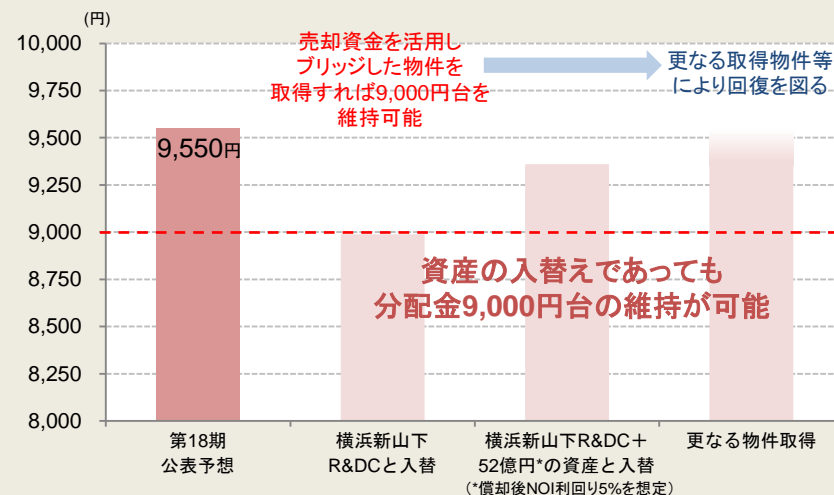 (円)
10,000
9,750
9,500
9,250
9,000
8,750
8,500
8,250
8,000
売却資金を活用し
ブリッジした物件を
取得すれば9,000円台を
維持可能
更なる取得物件等
により回復を図る
9,550円
資産の入替えであっても
分配金9,000円台の維持が可能
第18期
公表予想
横浜新山下
R&DCと入替
横浜新山下R&DC＋
52億円*の資産と入替
(*償却後NOI利回り5%を想定)
更なる物件取得